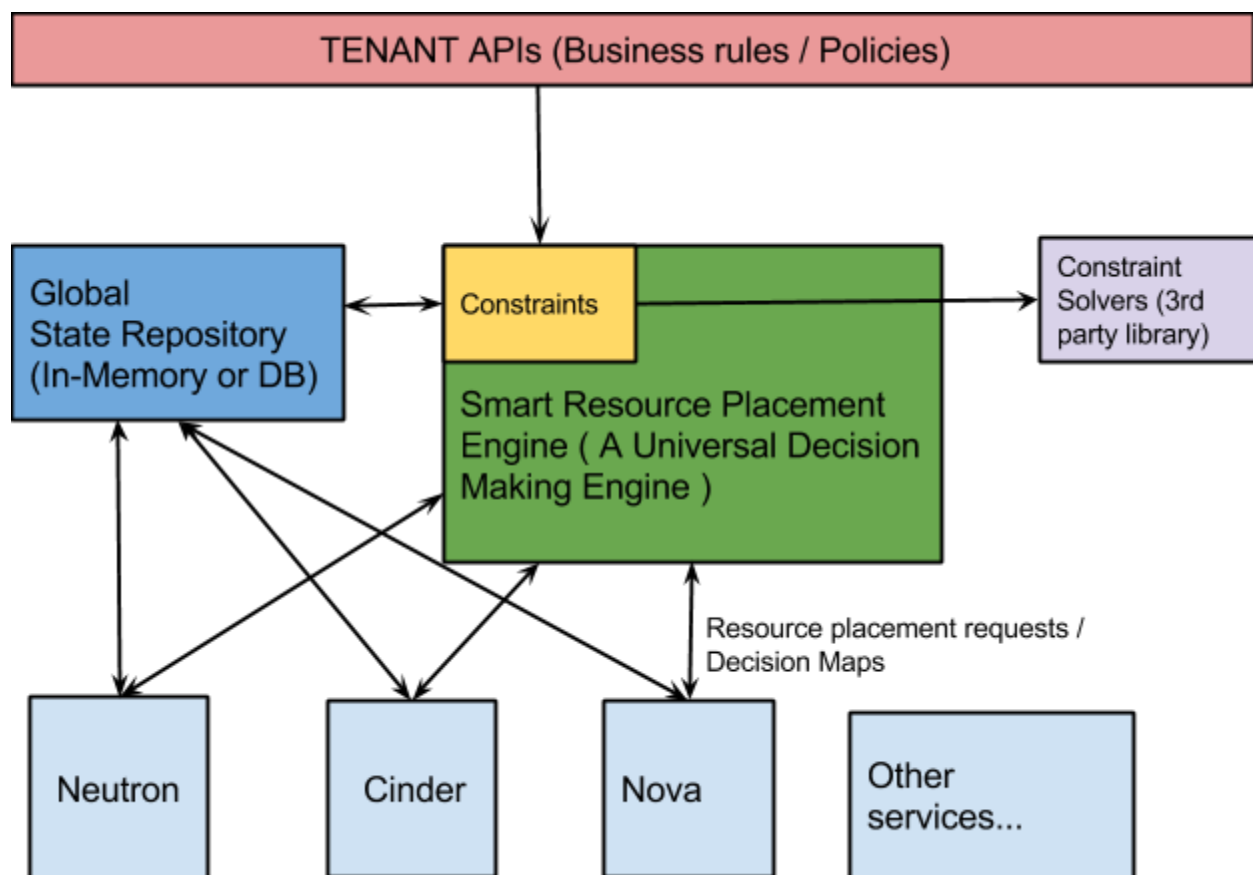 TENANT APIs (Business rules / Policies)
Global
State Repository
(In-Memory or DB)
Constraints
Constraint
Solvers (3rd
party library)
Smart Resource Placement
Engine ( A Universal Decision
Making Engine )
Resource placement requests /
Decision Maps
Neutron
Cinder
Nova
Other
services...